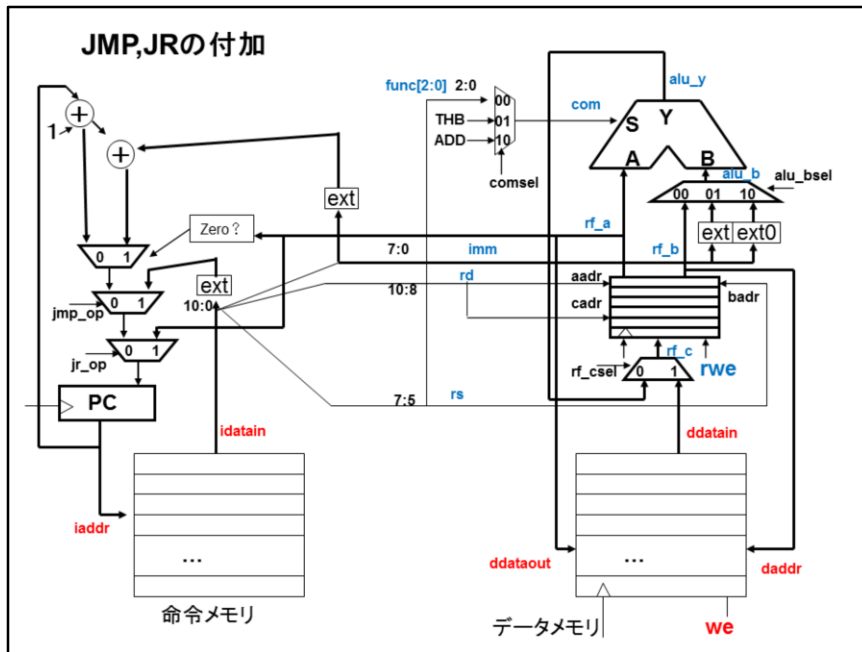 JMP,JRの付加
func[2:0] 2:0
alu_y
00
com
THB
01
ADD
10
comsel
S
Y
A
B
1
+
+
alu_b
alu_bsel
00 01 10
ext
Zero？
rf_a
rf_b
ext
ext0
7:0
imm
0 1
rd
aadr
ext
10:0
10:8
badr
cadr
0 1
jmp_op
0 1
jr_op
rf_c
rf_csel
0 1
rwe
PC
7:5
rs
idatain
ddatain
iaddr
...
ddataout
...
daddr
命令メモリ
データメモリ
we